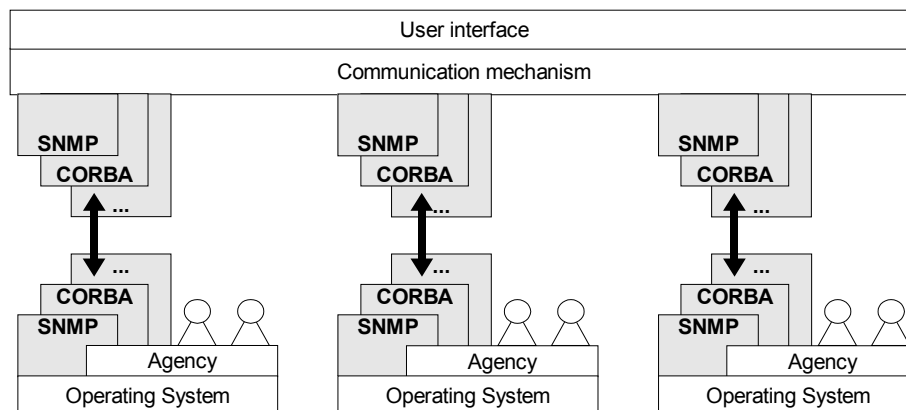 User interface
Communication mechanism
SNMP SNMP SNMP
CORBA CORBA CORBA
... ... ...
... ... ...
CORBA CORBA CORBA
SNMP SNMP SNMP
Agency Agency Agency
Operating System Operating System Operating System